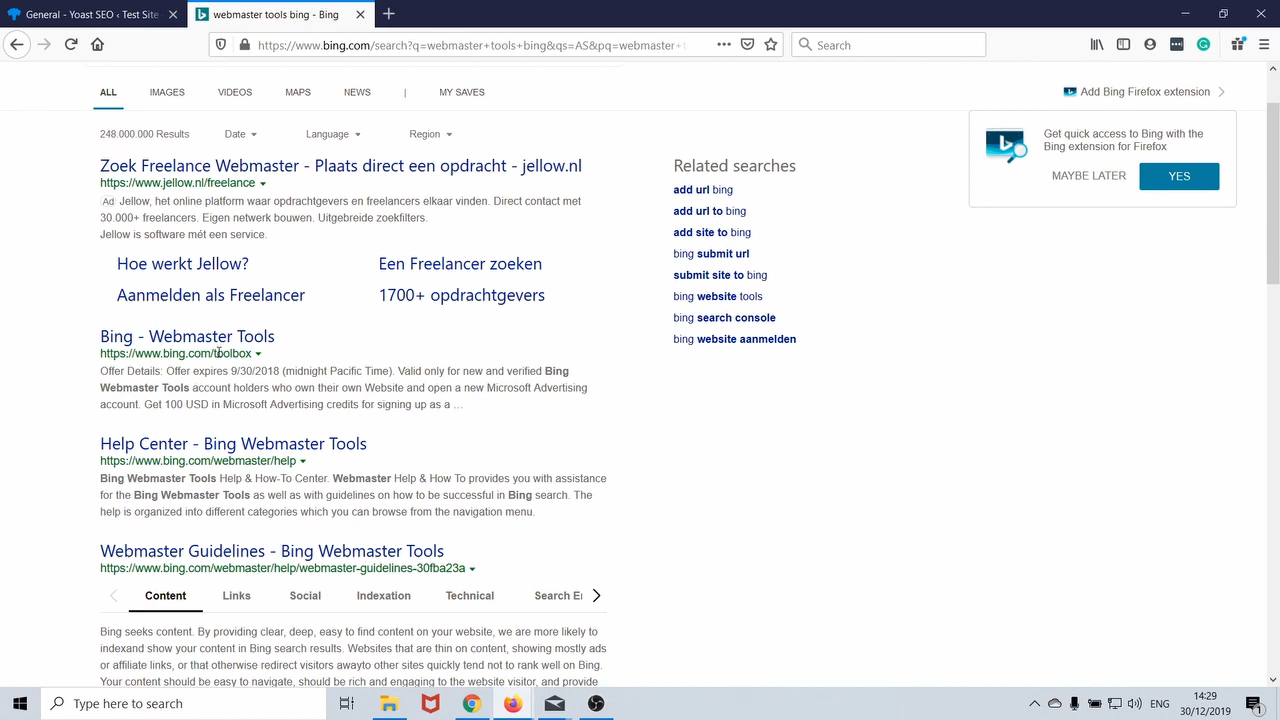 General - Yoast SEO < Test Site
webmaster tools bing - Bing
https://www.bing.com/search?q=webmaster+tools+bing&qs=AS&pq=webmaster+t
Search
ALL
IMAGES
VIDEOS
MAPS
NEWS
|
MY SAVES
Add Bing Firefox extension
Get quick access to Bing with the
Bing extension for Firefox
MAYBE LATER
YES
248.000.000 Results
Date
Language
Region
Zoek Freelance Webmaster - Plaats direct een opdracht - jellow.nl
https://www.jellow.nl/freelance
Ad Jellow, het online platform waar opdrachtgevers en freelancers elkaar vinden. Direct contact met
30.000+ freelancers. Eigen netwerk bouwen. Uitgebreide zoekfilters.
Jellow is software mét een service.
Hoe werkt Jellow?
Een Freelancer zoeken
Aanmelden als Freelancer
1700+ opdrachtgevers
Bing - Webmaster Tools
https://www.bing.com/toolbox
Offer Details: Offer expires 9/30/2018 (midnight Pacific Time). Valid only for new and verified Bing
Webmaster Tools account holders who own their own Website and open a new Microsoft Advertising
account. Get 100 USD in Microsoft Advertising credits for signing up as a ...
Help Center - Bing Webmaster Tools
https://www.bing.com/webmaster/help
Bing Webmaster Tools Help & How-To Center. Webmaster Help & How To provides you with assistance
for the Bing Webmaster Tools as well as with guidelines on how to be successful in Bing search. The
help is organized into different categories which you can browse from the navigation menu.
Webmaster Guidelines - Bing Webmaster Tools
https://www.bing.com/webmaster/help/webmaster-guidelines-30fba23a
Content
Links
Social
Indexation
Technical
Search E
Bing seeks content. By providing clear, deep, easy to find content on your website, we are more likely to
indexand show your content in Bing search results. Websites that are thin on content, showing mostly ads
or affiliate links, or that otherwise redirect visitors awayto other sites quickly tend not to rank well on Bing.
Your content should be easy to navigate, should be rich and engaging to the website visitor, and provide
Related searches
add url bing
add url to bing
add site to bing
bing submit url
submit site to bing
bing website tools
bing search console
bing website aanmelden
Type here to search
ENG
14:29
30/12/2019
1